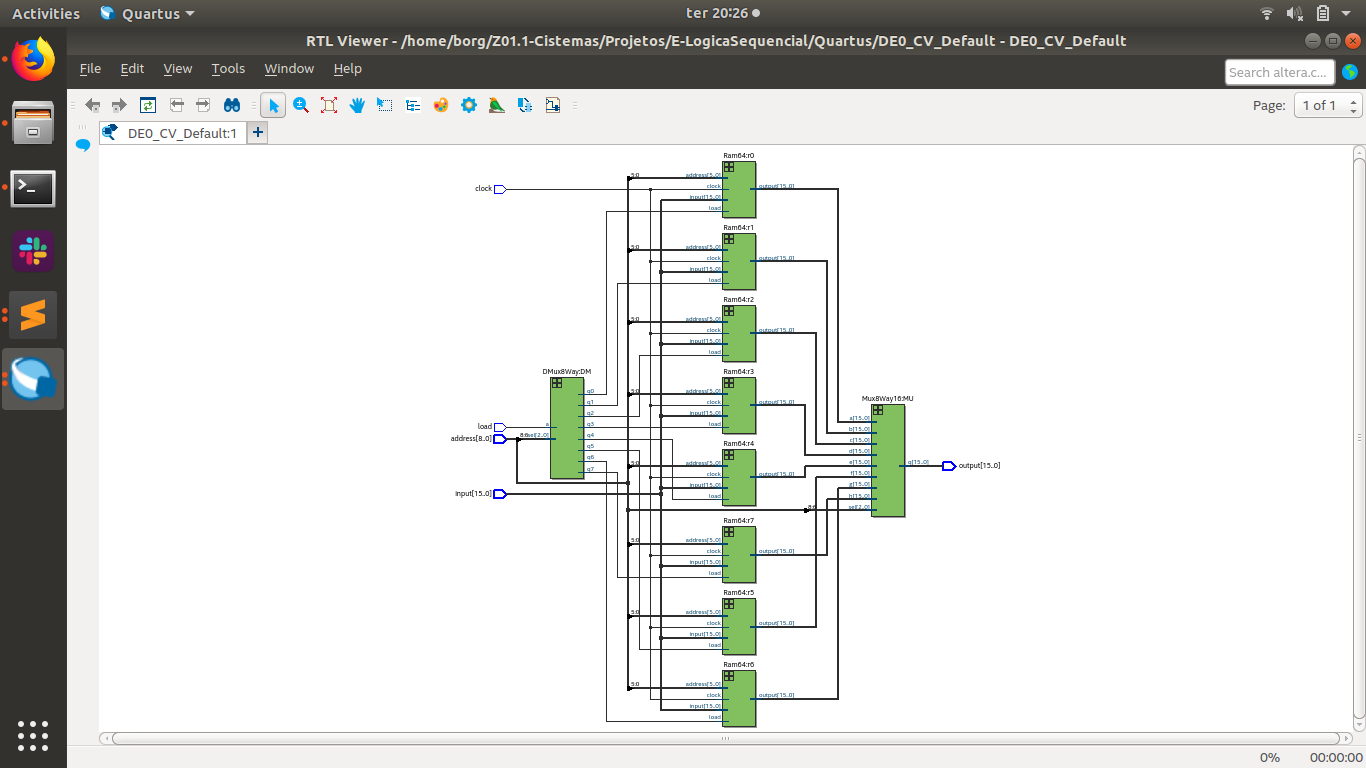 Activities Quartus ter 20:26
RTL Viewer - /home/borg/Z01.1-Cistemas/Projetos/E-LogicaSequencial/Quartus/DE0_CV_Default - DE0_CV_Default
File Edit View Tools Window Help
Search altera.c...
Page: 1 of 1
DE0_CV_Default:1 +
Ram64:r0
5:0 address[5..0]
clock
clock output[15..0]
input[15..0]
load
Ram64:r1
5:0 address[5..0]
clock output[15..0]
input[15..0]
load
Ram64:r2
5:0 address[5..0]
clock output[15..0]
input[15..0]
load
DMux8Way:DM
Ram64:r3
q0
q1
q2
q3
q4
q5
q6
q7
5:0 address[5..0]
clock output[15..0]
input[15..0]
load
load
a
address[8..0]
8:6 sel[2..0]
input[15..0]
Ram64:r4
5:0 address[5..0]
clock output[15..0]
input[15..0]
load
Mux8Way16:MU
a[15..0]
b[15..0]
c[15..0]
d[15..0]
e[15..0]
f[15..0]
g[15..0]
h[15..0]
8:6 sel[2..0]
q[15..0]
output[15..0]
Ram64:r7
5:0 address[5..0]
clock output[15..0]
input[15..0]
load
Ram64:r5
5:0 address[5..0]
clock output[15..0]
input[15..0]
load
Ram64:r6
5:0 address[5..0]
clock output[15..0]
input[15..0]
load
0% 00:00:00